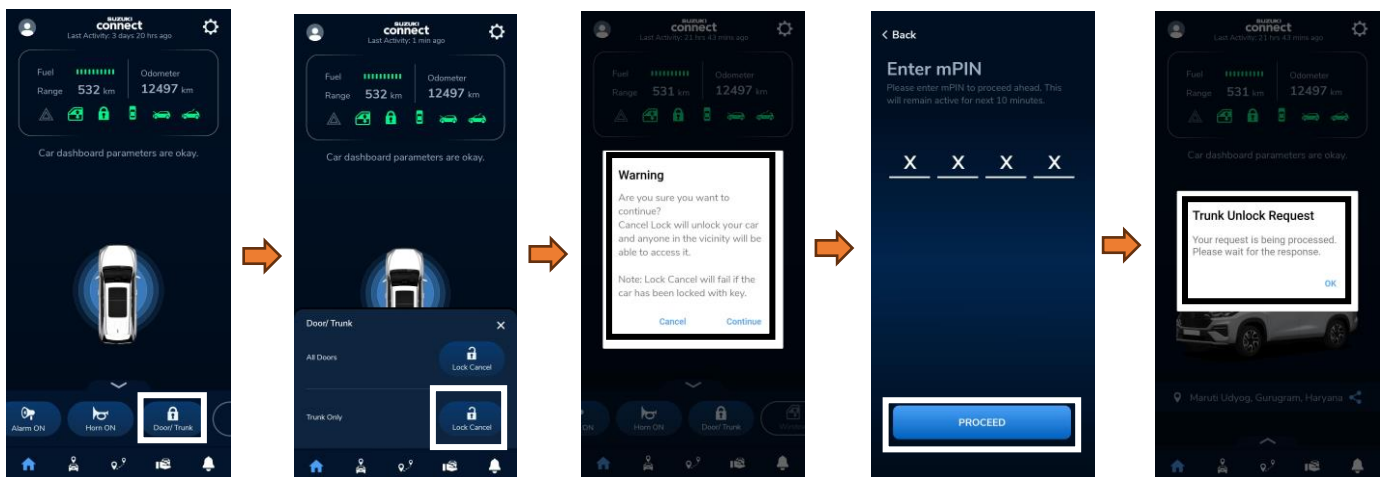 SUZUKI
connect
Last Activity: 3 days 20 hrs ago
Fuel
Odometer
Range 532 km
12497 km
Car dashboard parameters are okay.
Alarm ON
Horn ON
Door/ Trunk
SUZUKI
connect
Last Activity: 1 min ago
Fuel
Odometer
Range 532 km
12497 km
Car dashboard parameters are okay.
Door/ Trunk
X
All Doors
Lock Cancel
Trunk Only
Lock Cancel
SUZUKI
connect
Last Activity: 21 hrs 43 mins ago
Fuel
Odometer
Range 531 km
12497 km
Warning
Are you sure you want to
continue?
Cancel Lock will unlock your car
and anyone in the vicinity will be
able to access it.
Note: Lock Cancel will fail if the
car has been locked with key.
Cancel Continue
ON
Horn ON
Door/ Trunk
< Back
Enter mPIN
Please enter mPIN to proceed ahead. This
will remain active for next 10 minutes.
X X X X
PROCEED
SUZUKI
connect
Last Activity: 21 hrs 43 mins ago
Fuel
Odometer
Range 531 km
12497 km
Car dashboard parameters are okay.
Trunk Unlock Request
Your request is being processed.
Please wait for the response.
OK
Maruti Udyog, Gurugram, Haryana